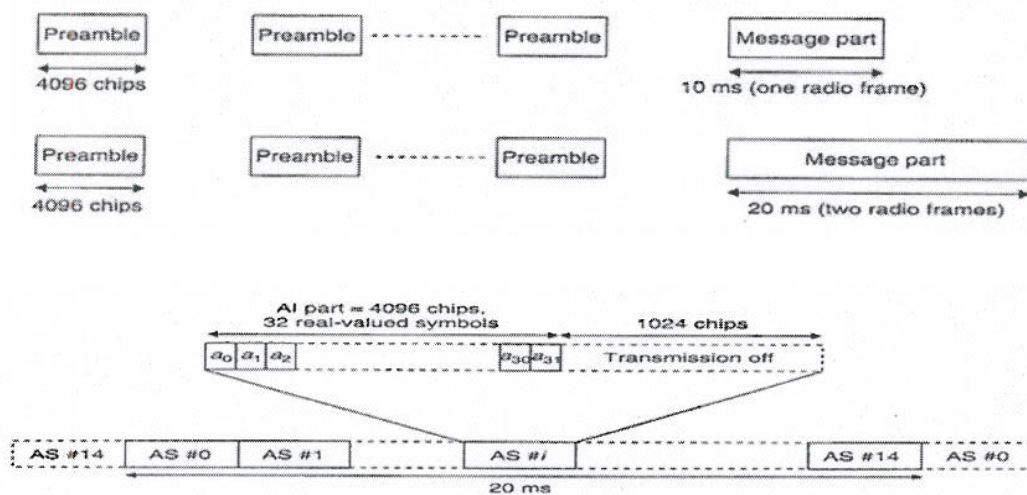 Preamble Preamble Preamble Message part
4096 chips 10 ms (one radio frame)
Preamble Preamble Preamble Message part
4096 chips 20 ms (two radio frames)
AI part = 4096 chips,
32 real-valued symbols 1024 chips
a0 a1 a2 a30 a31 Transmission off
AS #14 AS #0 AS #1 AS #i AS #14 AS #0
20 ms